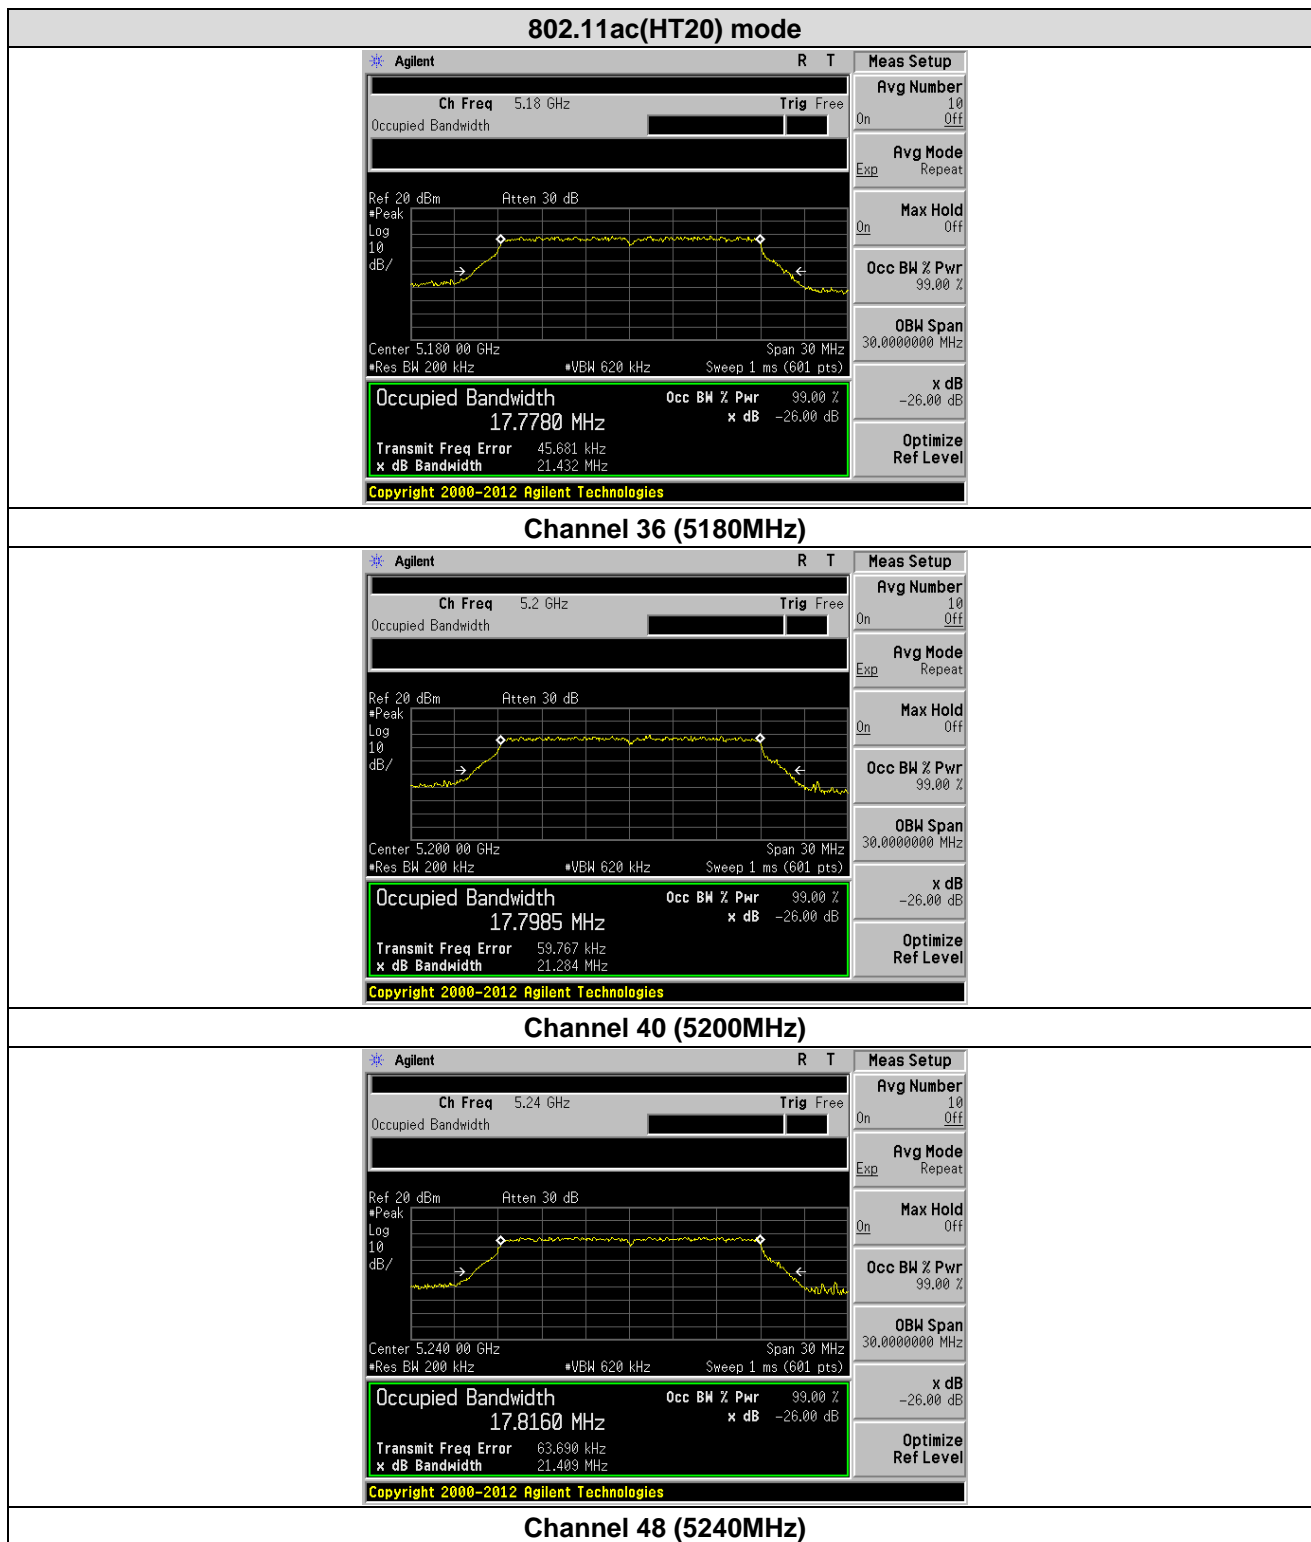 802.11ac(HT20) mode
Agilent R T Meas Setup
Ch Freq 5.18 GHz Trig Free
Occupied Bandwidth
Avg Number
10
On Off
Avg Mode
Exp Repeat
Max Hold
On Off
Occ BW % Pwr
99.00 %
OBW Span
30.0000000 MHz
x dB
-26.00 dB
Optimize
Ref Level
Ref 20 dBm Atten 30 dB
#Peak
Log
10
dB/
Center 5.180 00 GHz Span 30 MHz
#Res BW 200 kHz #VBW 620 kHz Sweep 1 ms (601 pts)
Occupied Bandwidth Occ BW % Pwr 99.00 %
17.7780 MHz x dB -26.00 dB
Transmit Freq Error 45.681 kHz
x dB Bandwidth 21.432 MHz
Copyright 2000-2012 Agilent Technologies
Channel 36 (5180MHz)
Agilent R T Meas Setup
Ch Freq 5.2 GHz Trig Free
Occupied Bandwidth
Avg Number
10
On Off
Avg Mode
Exp Repeat
Max Hold
On Off
Occ BW % Pwr
99.00 %
OBW Span
30.0000000 MHz
x dB
-26.00 dB
Optimize
Ref Level
Ref 20 dBm Atten 30 dB
#Peak
Log
10
dB/
Center 5.200 00 GHz Span 30 MHz
#Res BW 200 kHz #VBW 620 kHz Sweep 1 ms (601 pts)
Occupied Bandwidth Occ BW % Pwr 99.00 %
17.7985 MHz x dB -26.00 dB
Transmit Freq Error 59.767 kHz
x dB Bandwidth 21.284 MHz
Copyright 2000-2012 Agilent Technologies
Channel 40 (5200MHz)
Agilent R T Meas Setup
Ch Freq 5.24 GHz Trig Free
Occupied Bandwidth
Avg Number
10
On Off
Avg Mode
Exp Repeat
Max Hold
On Off
Occ BW % Pwr
99.00 %
OBW Span
30.0000000 MHz
x dB
-26.00 dB
Optimize
Ref Level
Ref 20 dBm Atten 30 dB
#Peak
Log
10
dB/
Center 5.240 00 GHz Span 30 MHz
#Res BW 200 kHz #VBW 620 kHz Sweep 1 ms (601 pts)
Occupied Bandwidth Occ BW % Pwr 99.00 %
17.8160 MHz x dB -26.00 dB
Transmit Freq Error 63.690 kHz
x dB Bandwidth 21.409 MHz
Copyright 2000-2012 Agilent Technologies
Channel 48 (5240MHz)